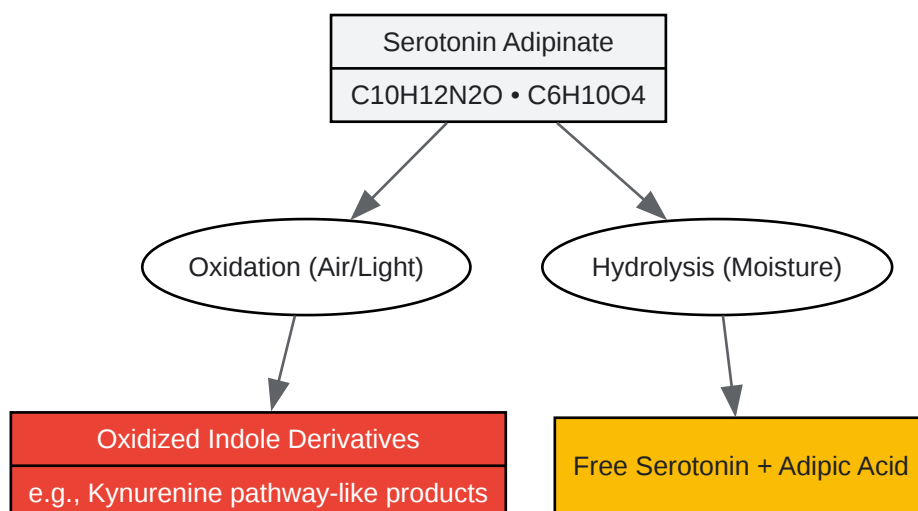 Serotonin Adipinate
C10H12N2O • C6H10O4
Oxidation (Air/Light)
Hydrolysis (Moisture)
Oxidized Indole Derivatives
e.g., Kynurenine pathway-like products
Free Serotonin + Adipic Acid